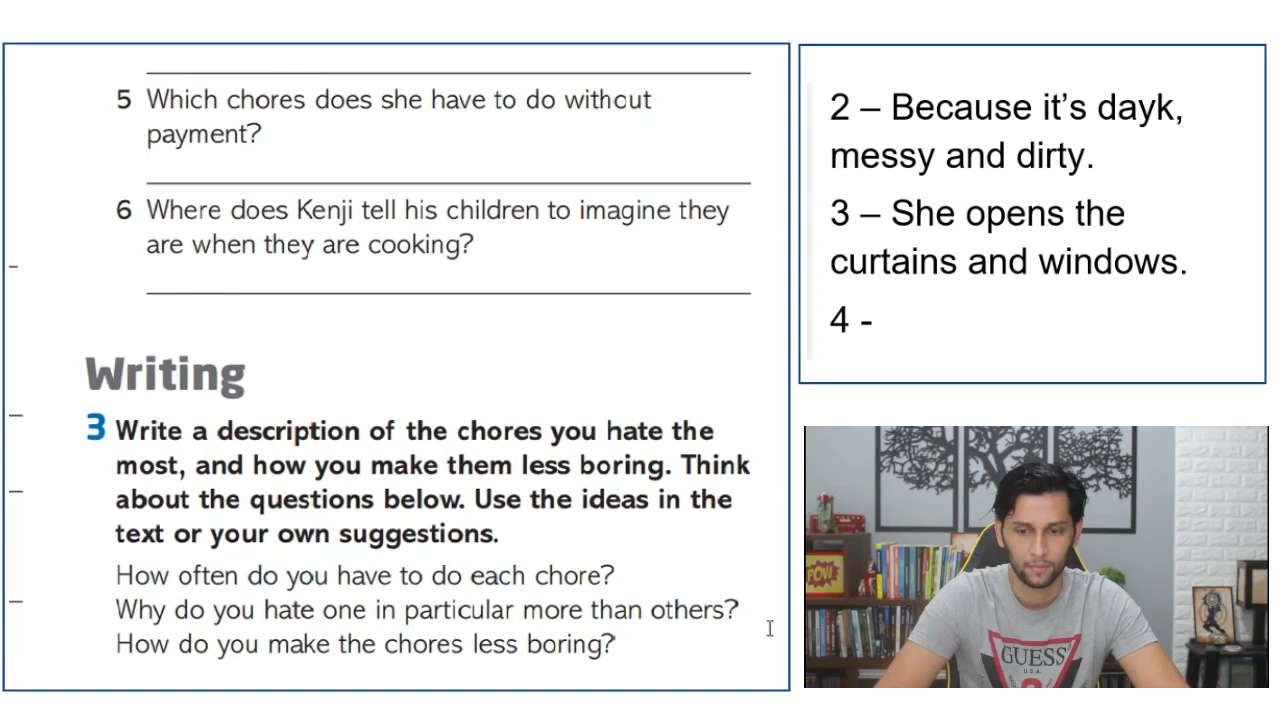 5 Which chores does she have to do without
payment?
6 Where does Kenji tell his children to imagine they
are when they are cooking?
Writing
3 Write a description of the chores you hate the
most, and how you make them less boring. Think
about the questions below. Use the ideas in the
text or your own suggestions.
How often do you have to do each chore?
Why do you hate one in particular more than others?
How do you make the chores less boring?
2 – Because it’s dayk,
messy and dirty.
3 – She opens the
curtains and windows.
4 -
POW
GUESS
U.S.A.